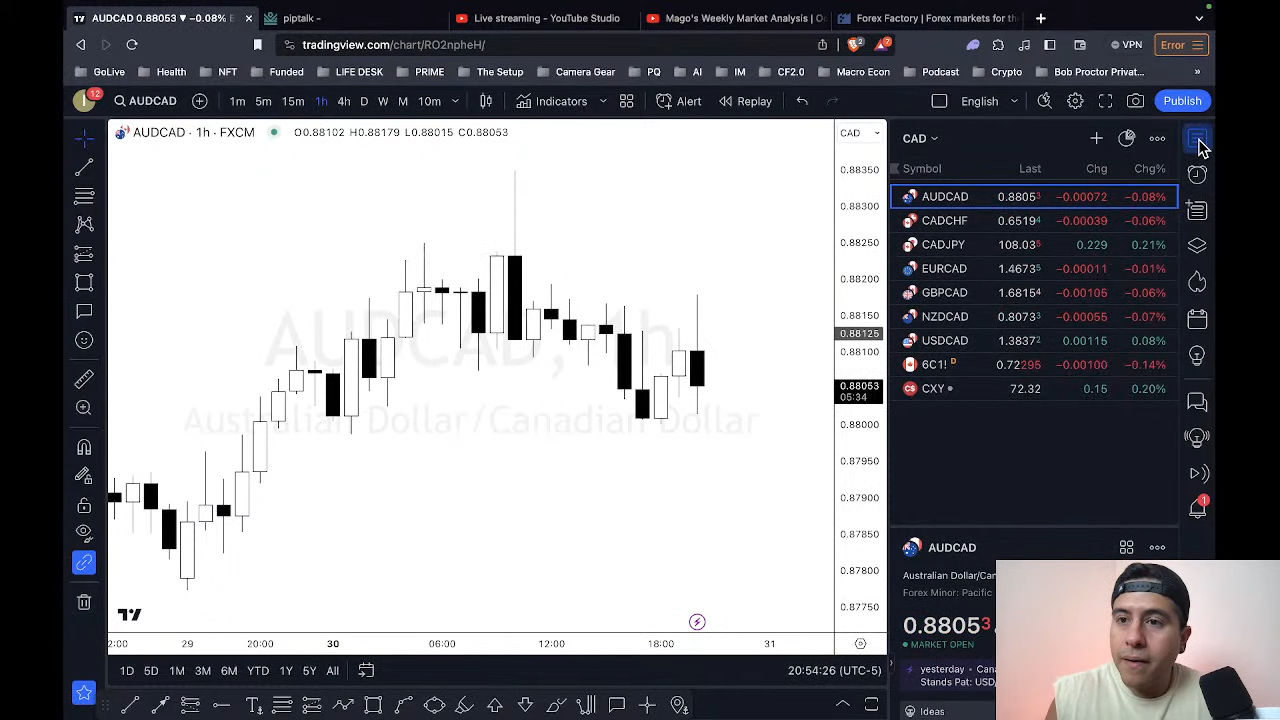 AUDCAD 0.88053 ▼ −0.08% E
piptalk -
Live streaming - YouTube Studio
Mago's Weekly Market Analysis | O
Forex Factory | Forex markets for th
tradingview.com/chart/RO2npheH/
2
7
VPN
Error
GoLive
Health
NFT
Funded
LIFE DESK
PRIME
The Setup
Camera Gear
PQ
AI
IM
CF2.0
Macro Econ
Podcast
Crypto
Bob Proctor Privat...
»
12
AUDCAD
1m 5m 15m 1h 4h D W M 10m
Indicators
Alert
Replay
English
Publish
AUDCAD · 1h · FXCM
O0.88102 H0.88179 L0.88015 C0.88053
CAD
AUDCAD, 1h
Australian Dollar/Canadian Dollar
0.88350
0.88300
0.88250
0.88200
0.88150
0.88125
0.88100
0.88053
05:34
0.88000
0.87950
0.87900
0.87850
0.87800
0.87750
2:00 29 20:00 30 06:00 12:00 18:00 31
1D 5D 1M 3M 6M YTD 1Y 5Y All
20:54:26 (UTC-5)
CAD
Symbol Last Chg Chg%
AUDCAD 0.88053 −0.00072 −0.08%
CADCHF 0.65194 −0.00039 −0.06%
CADJPY 108.035 0.229 0.21%
EURCAD 1.46735 −0.00011 −0.01%
GBPCAD 1.68154 −0.00105 −0.06%
NZDCAD 0.80733 −0.00055 −0.07%
USDCAD 1.38372 0.00115 0.08%
6C1! D 0.72295 −0.00100 −0.14%
CXY 72.32 0.15 0.20%
1
AUDCAD
Australian Dollar/Can
Forex Minor: Pacific
0.88053
MARKET OPEN
yesterday • Cana
Stands Pat: USD/
Ideas